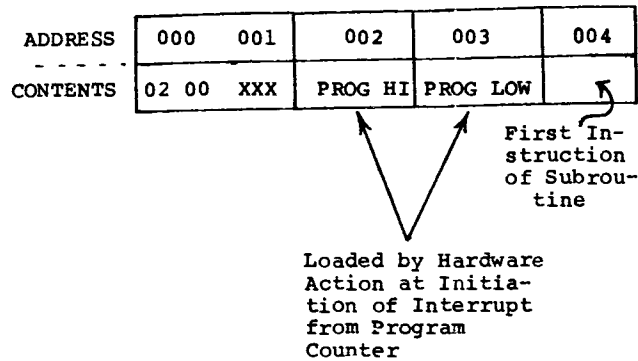 ADDRESS 000 001 002 003 004
CONTENTS 02 00 XXX PROG HI PROG LOW
First In-
struction
of Subrou-
tine
Loaded by Hardware
Action at Initia-
tion of Interrupt
from Program
Counter